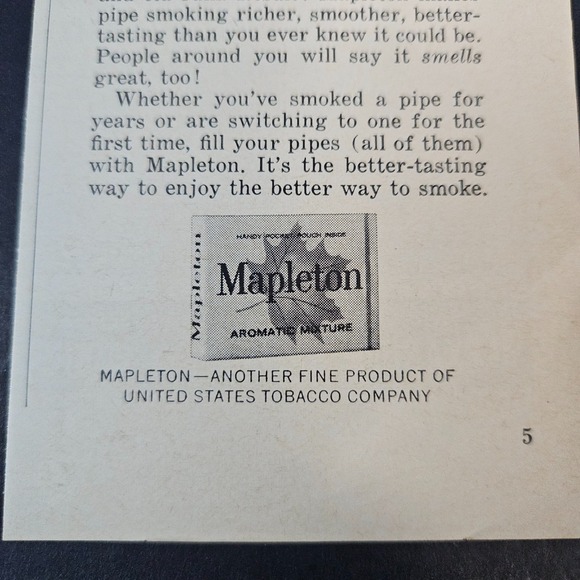 pipe smoking richer, smoother, better-
tasting than you ever knew it could be.
People around you will say it smells
great, too!
Whether you've smoked a pipe for
years or are switching to one for the
first time, fill your pipes (all of them)
with Mapleton. It's the better-tasting
way to enjoy the better way to smoke.
HANDY POCKET POUCH INSIDE
Mapleton
Mapleton
AROMATIC MIXTURE
MAPLETON—ANOTHER FINE PRODUCT OF
UNITED STATES TOBACCO COMPANY
5